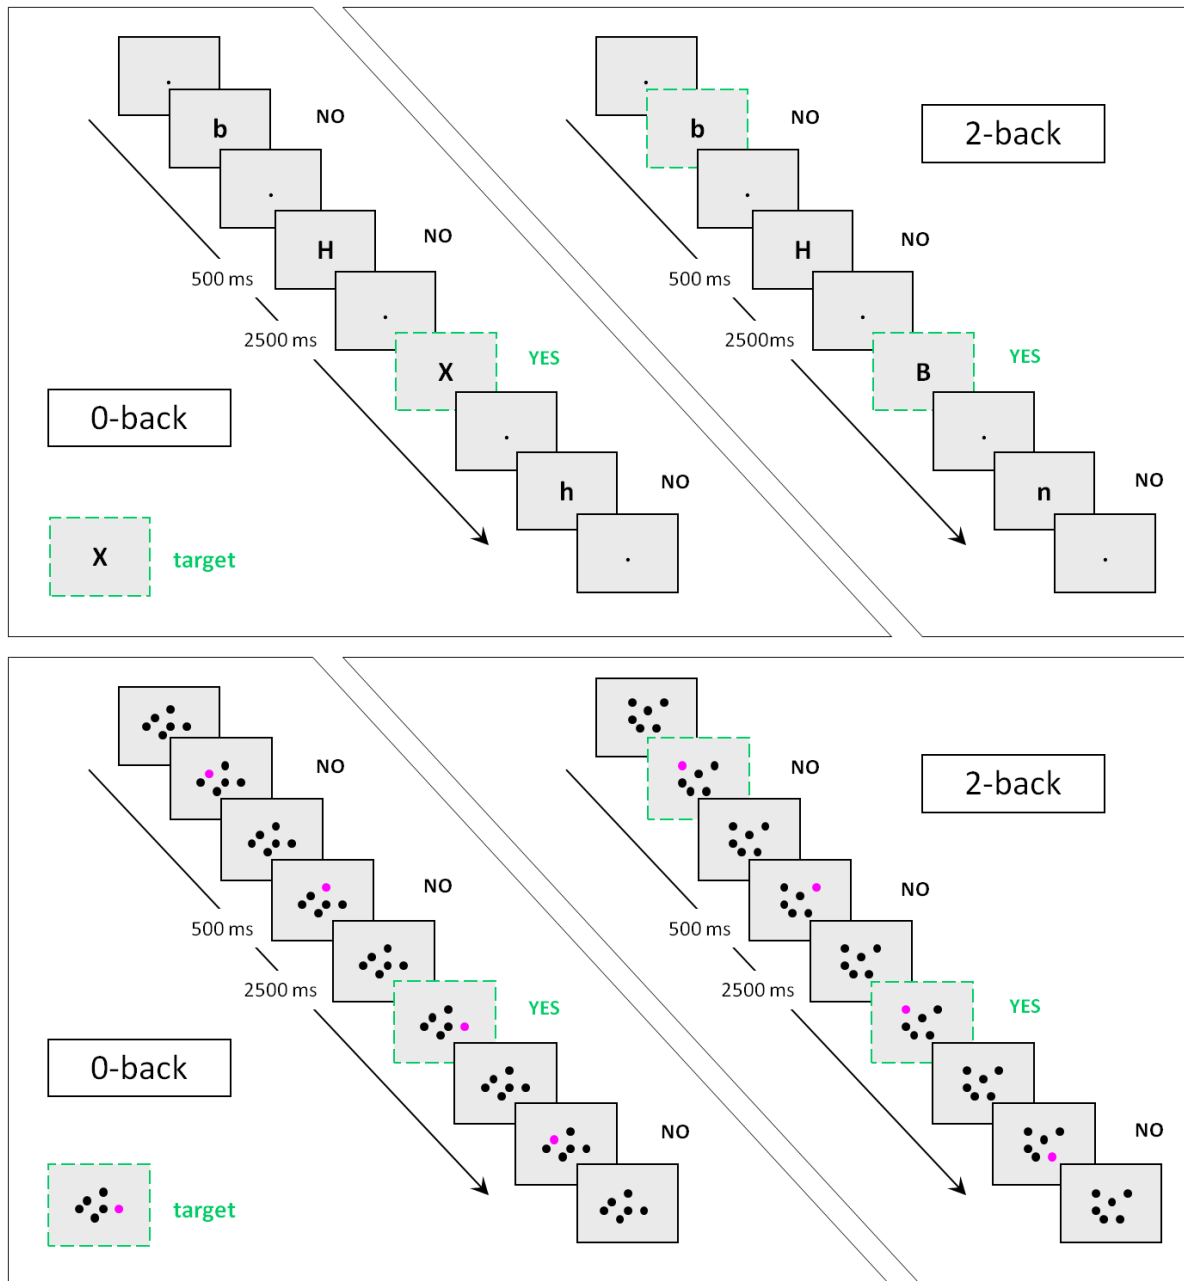 b
NO
H
NO
500 ms
2500 ms
X
YES
0-back
h
NO
X
target
b
NO
2-back
H
NO
500 ms
2500ms
B
YES
n
NO
NO
NO
500 ms
2500 ms
YES
0-back
NO
target
NO
2-back
NO
500 ms
2500 ms
YES
NO